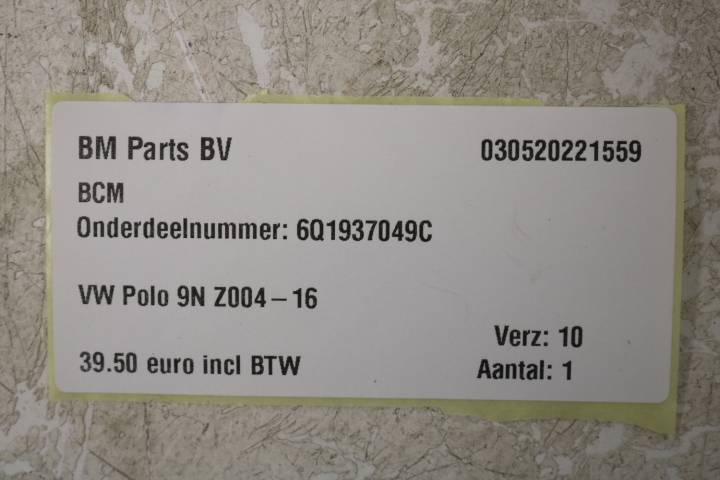 BM Parts BV 030520221559
BCM
Onderdeelnummer: 6Q1937049C
VW Polo 9N Z004-16
Verz: 10
39.50 euro incl BTW Aantal: 1